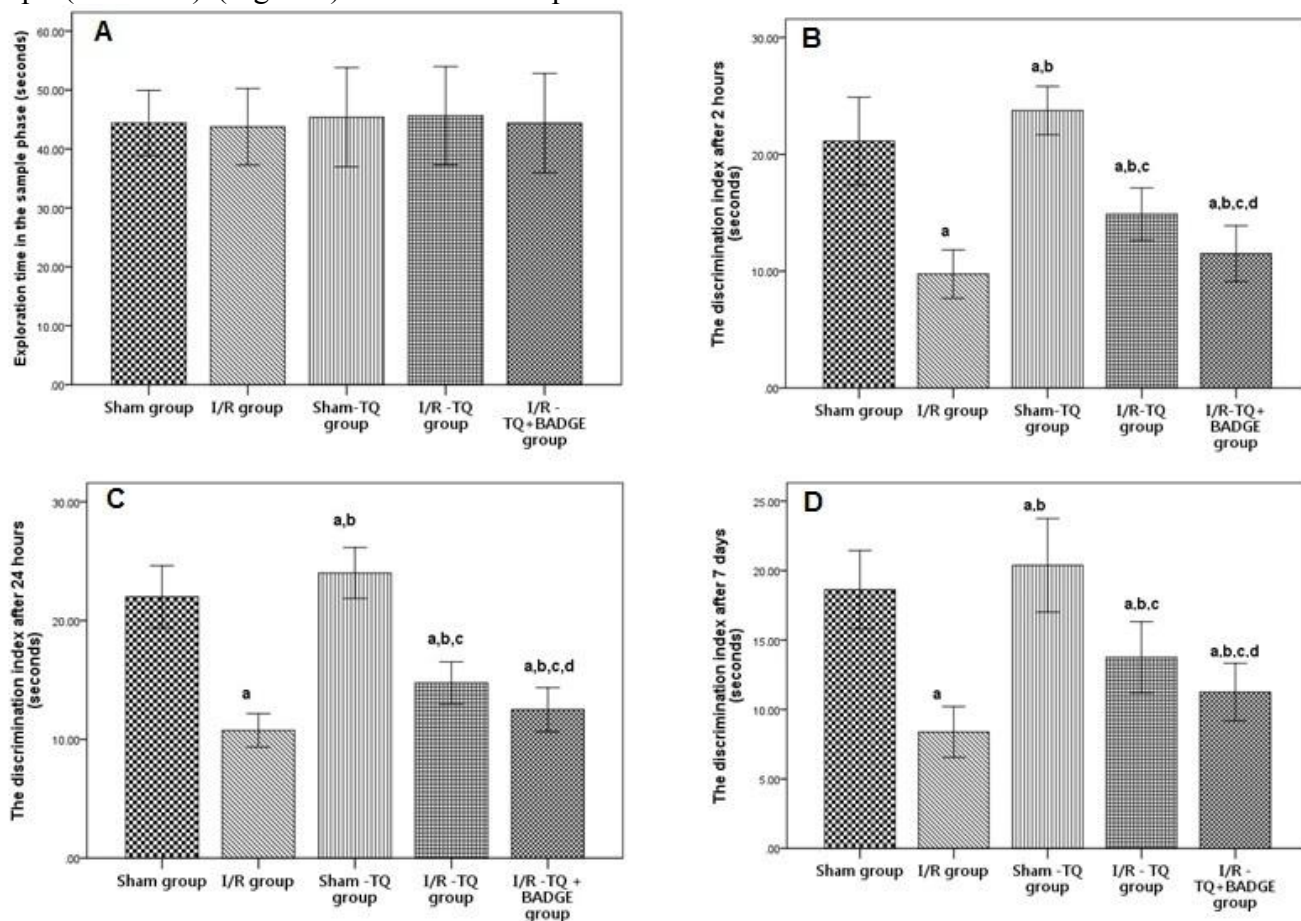 A
Exploration time in the sample phase (seconds)
60.00
50.00
40.00
30.00
20.00
10.00
.00
Sham group
I/R group
Sham-TQ
group
I/R -TQ
group
I/R -
TQ+BADGE
group
B
The discrimination index after 2 hours
(seconds)
30.00
20.00
10.00
.00
a
a,b
a,b,c
a,b,c,d
Sham group
I/R group
Sham-TQ
group
I/R-TQ
group
I/R-TQ+
BADGE
group
C
The discrimination index after 24 hours
(seconds)
30.00
20.00
10.00
.00
a
a,b
a,b,c
a,b,c,d
Sham group
I/R group
Sham -TQ
group
I/R -TQ
group
I/R -TQ +
BADGE
group
D
The discrimination index after 7 days
(seconds)
25.00
20.00
15.00
10.00
5.00
.00
a
a,b
a,b,c
a,b,c,d
Sham group
I/R group
Sham -TQ
group
I/R - TQ
group
I/R -
TQ+BADGE
group